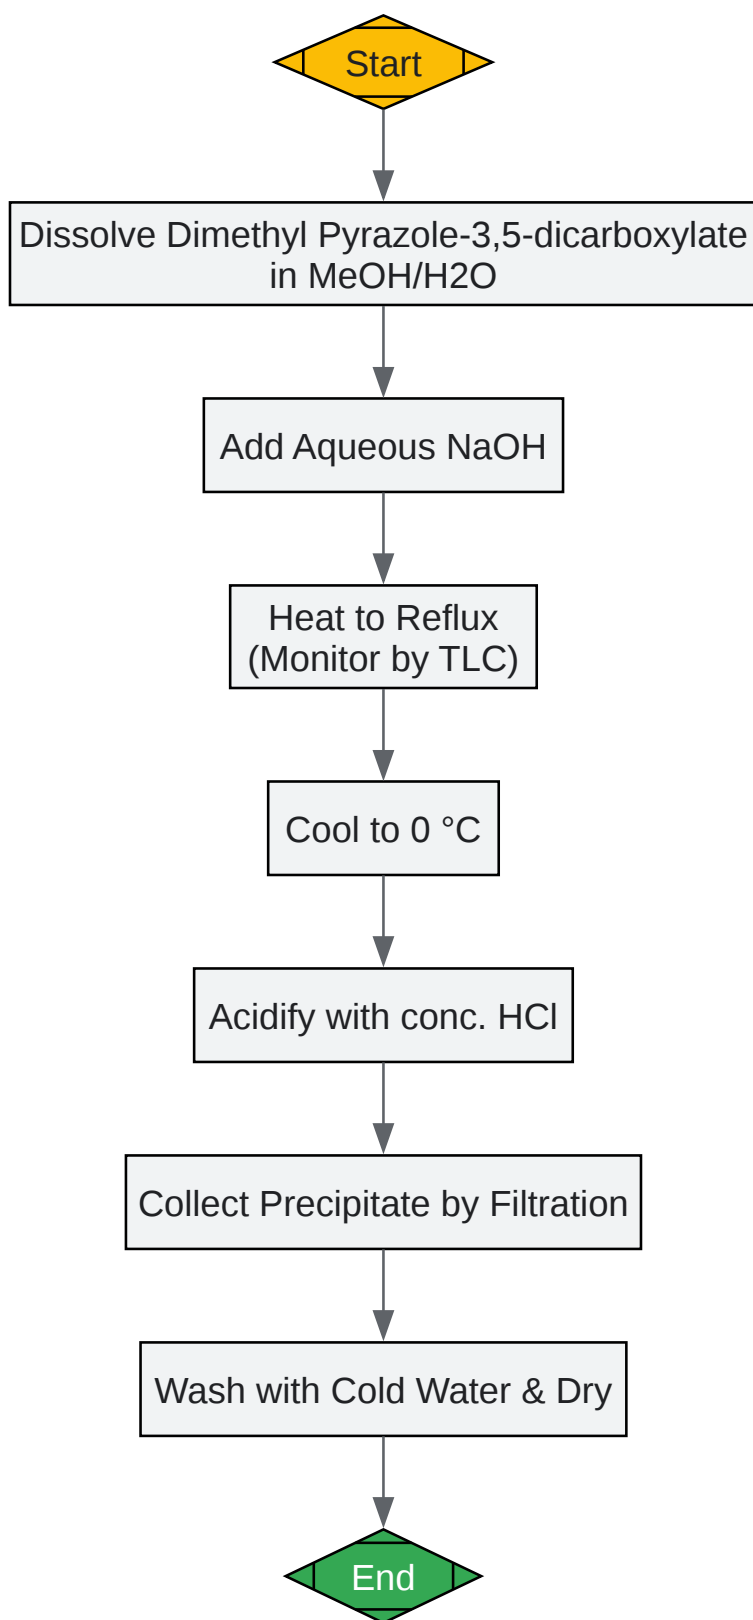 Start
Dissolve Dimethyl Pyrazole-3,5-dicarboxylate
in MeOH/H2O
Add Aqueous NaOH
Heat to Reflux
(Monitor by TLC)
Cool to 0 °C
Acidify with conc. HCl
Collect Precipitate by Filtration
Wash with Cold Water & Dry
End